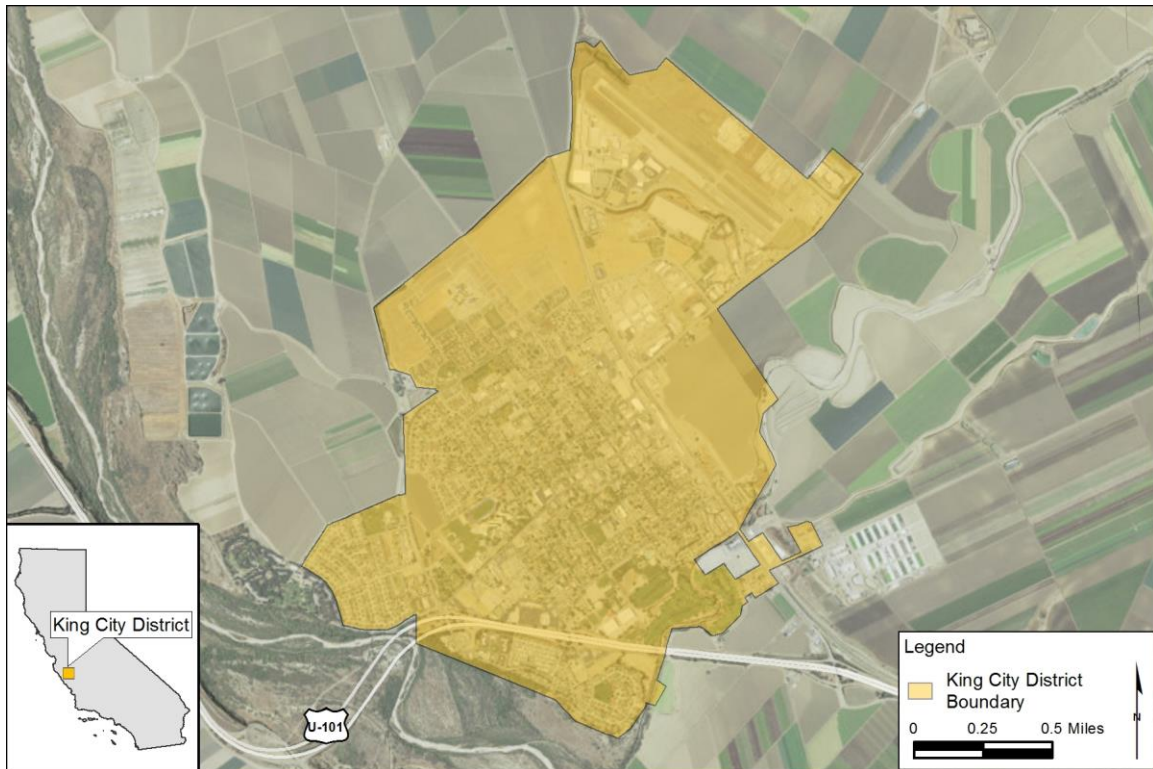 King City District
U-101
Legend
King City District
Boundary
0 0.25 0.5 Miles
N